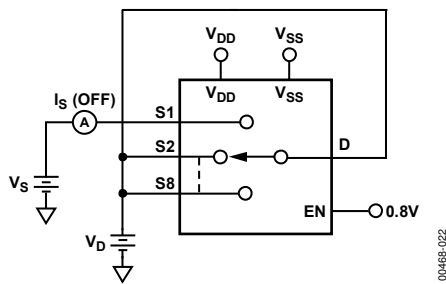 V_DD V_SS
I_S (OFF)
V_DD V_SS
A
S1
S2
D
S8
V_S
EN
0.8V
V_D
00468-022